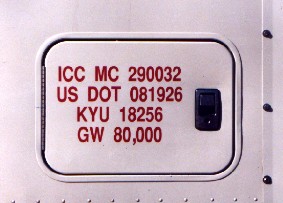 ICC MC 290032
US DOT 081926
KYU 18256
GW 80,000